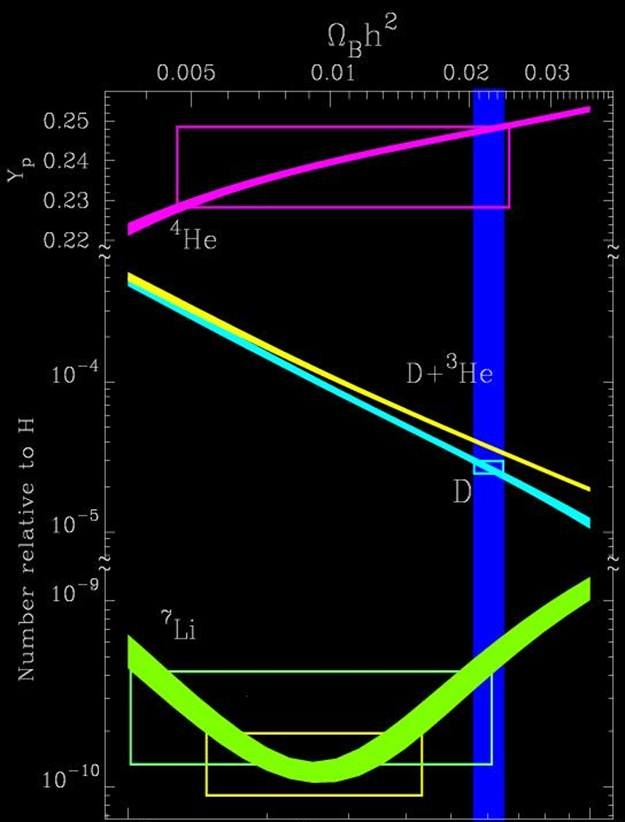 Ω_B h²
0.005 0.01 0.02 0.03
Y_p
0.25
0.24
0.23
0.22
⁴He
Number relative to H
10⁻⁴
D+³He
D
10⁻⁵
10⁻⁹
⁷Li
10⁻¹⁰